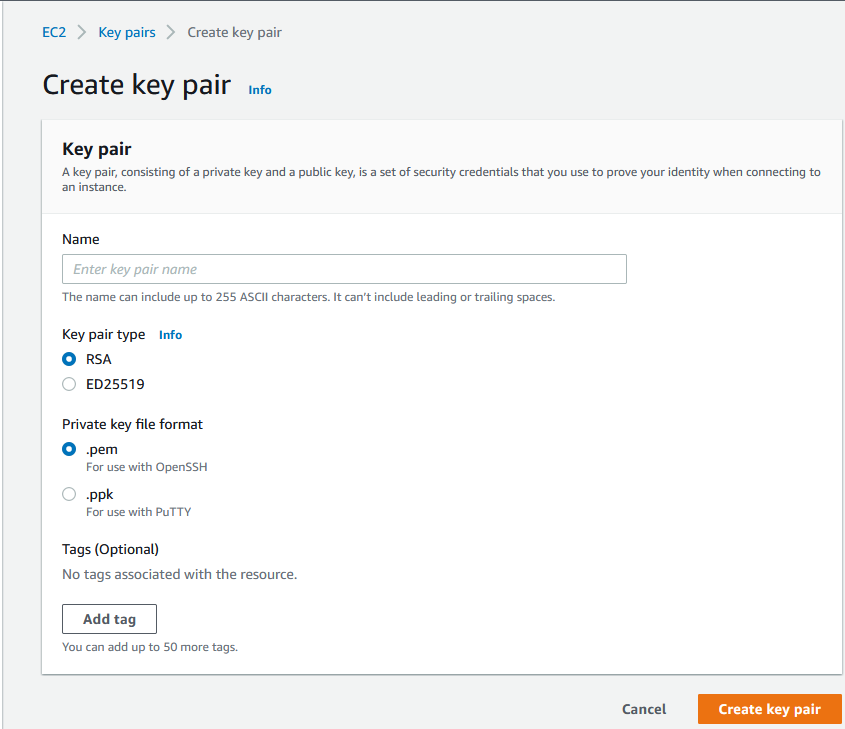 EC2 > Key pairs > Create key pair
Create key pair Info
Key pair
A key pair, consisting of a private key and a public key, is a set of security credentials that you use to prove your identity when connecting to
an instance.
Name
Enter key pair name
The name can include up to 255 ASCII characters. It can't include leading or trailing spaces.
Key pair type Info
RSA
ED25519
Private key file format
.pem
For use with OpenSSH
.ppk
For use with PuTTY
Tags (Optional)
No tags associated with the resource.
Add tag
You can add up to 50 more tags.
Cancel Create key pair